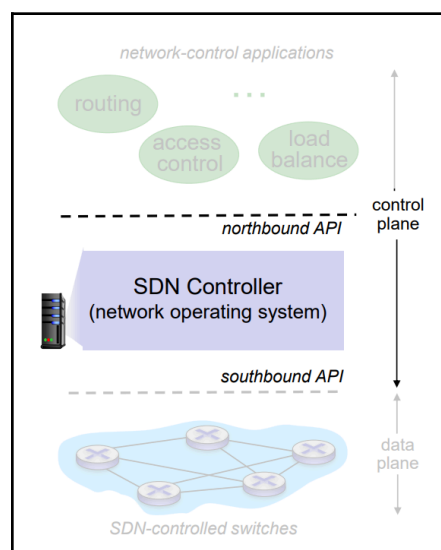 network-control applications
...
routing
access
control
load
balance
control
plane
northbound API
SDN Controller
(network operating system)
southbound API
data
plane
SDN-controlled switches